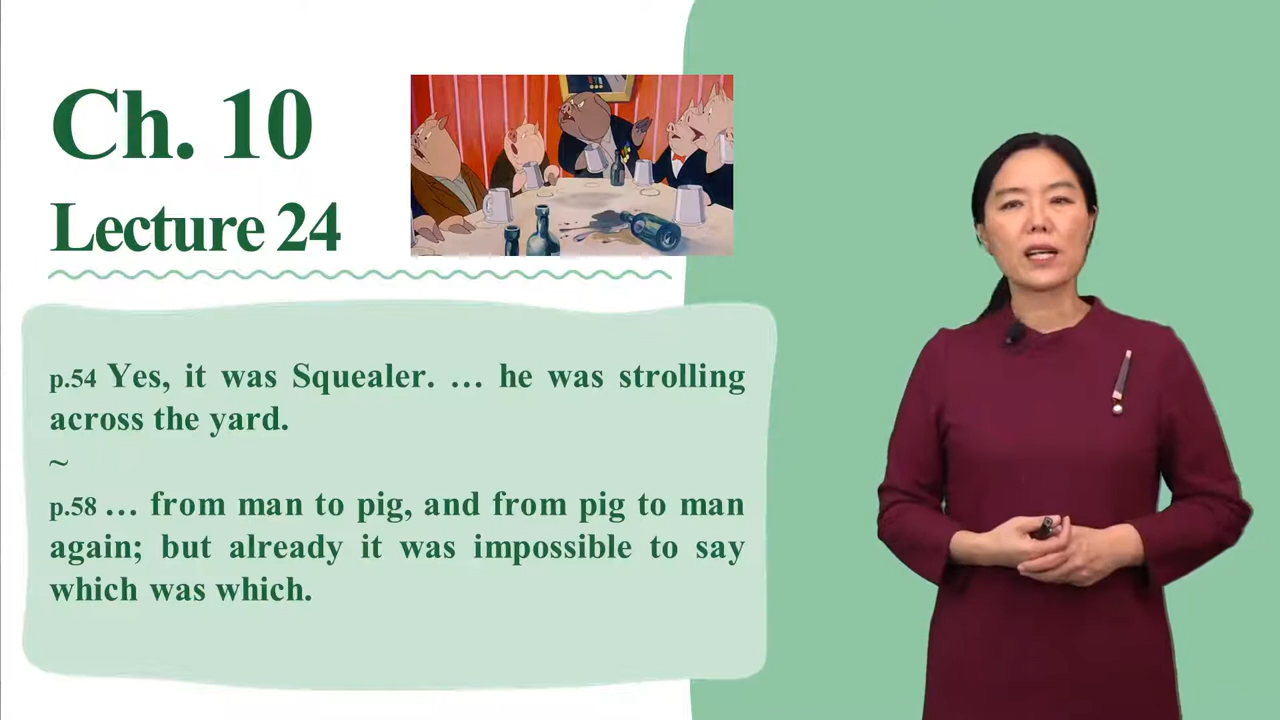 Ch. 10
Lecture 24
p.54 Yes, it was Squealer. … he was strolling
across the yard.
~
p.58 … from man to pig, and from pig to man
again; but already it was impossible to say
which was which.